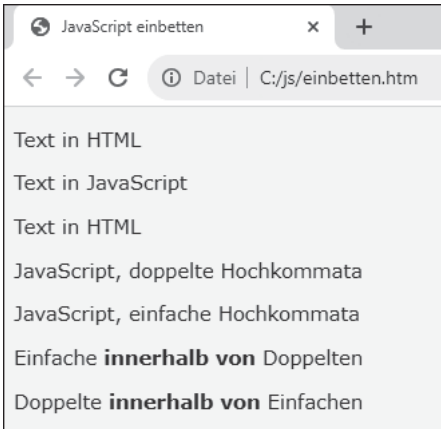 JavaScript einbetten
Datei | C:/js/einbetten.htm
Text in HTML
Text in JavaScript
Text in HTML
JavaScript, doppelte Hochkommata
JavaScript, einfache Hochkommata
Einfache innerhalb von Doppelten
Doppelte innerhalb von Einfachen